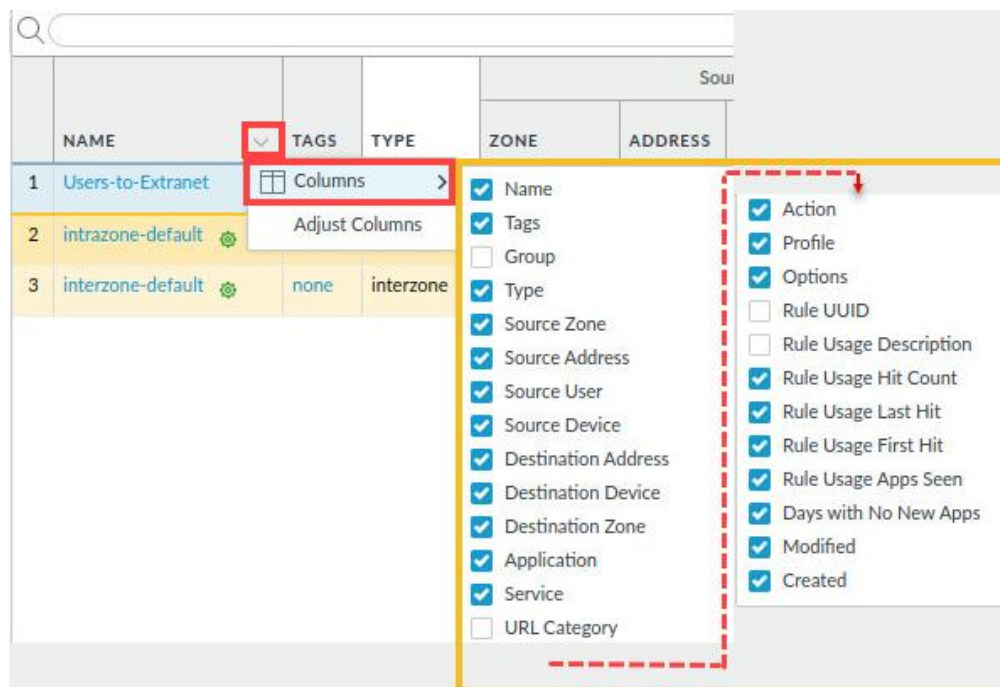 Sou
NAME TAGS TYPE ZONE ADDRESS
1 Users-to-Extranet
Columns
Adjust Columns
2 intrazone-default
3 interzone-default none interzone
Name
Tags
Group
Type
Source Zone
Source Address
Source User
Source Device
Destination Address
Destination Device
Destination Zone
Application
Service
URL Category
Action
Profile
Options
Rule UUID
Rule Usage Description
Rule Usage Hit Count
Rule Usage Last Hit
Rule Usage First Hit
Rule Usage Apps Seen
Days with No New Apps
Modified
Created